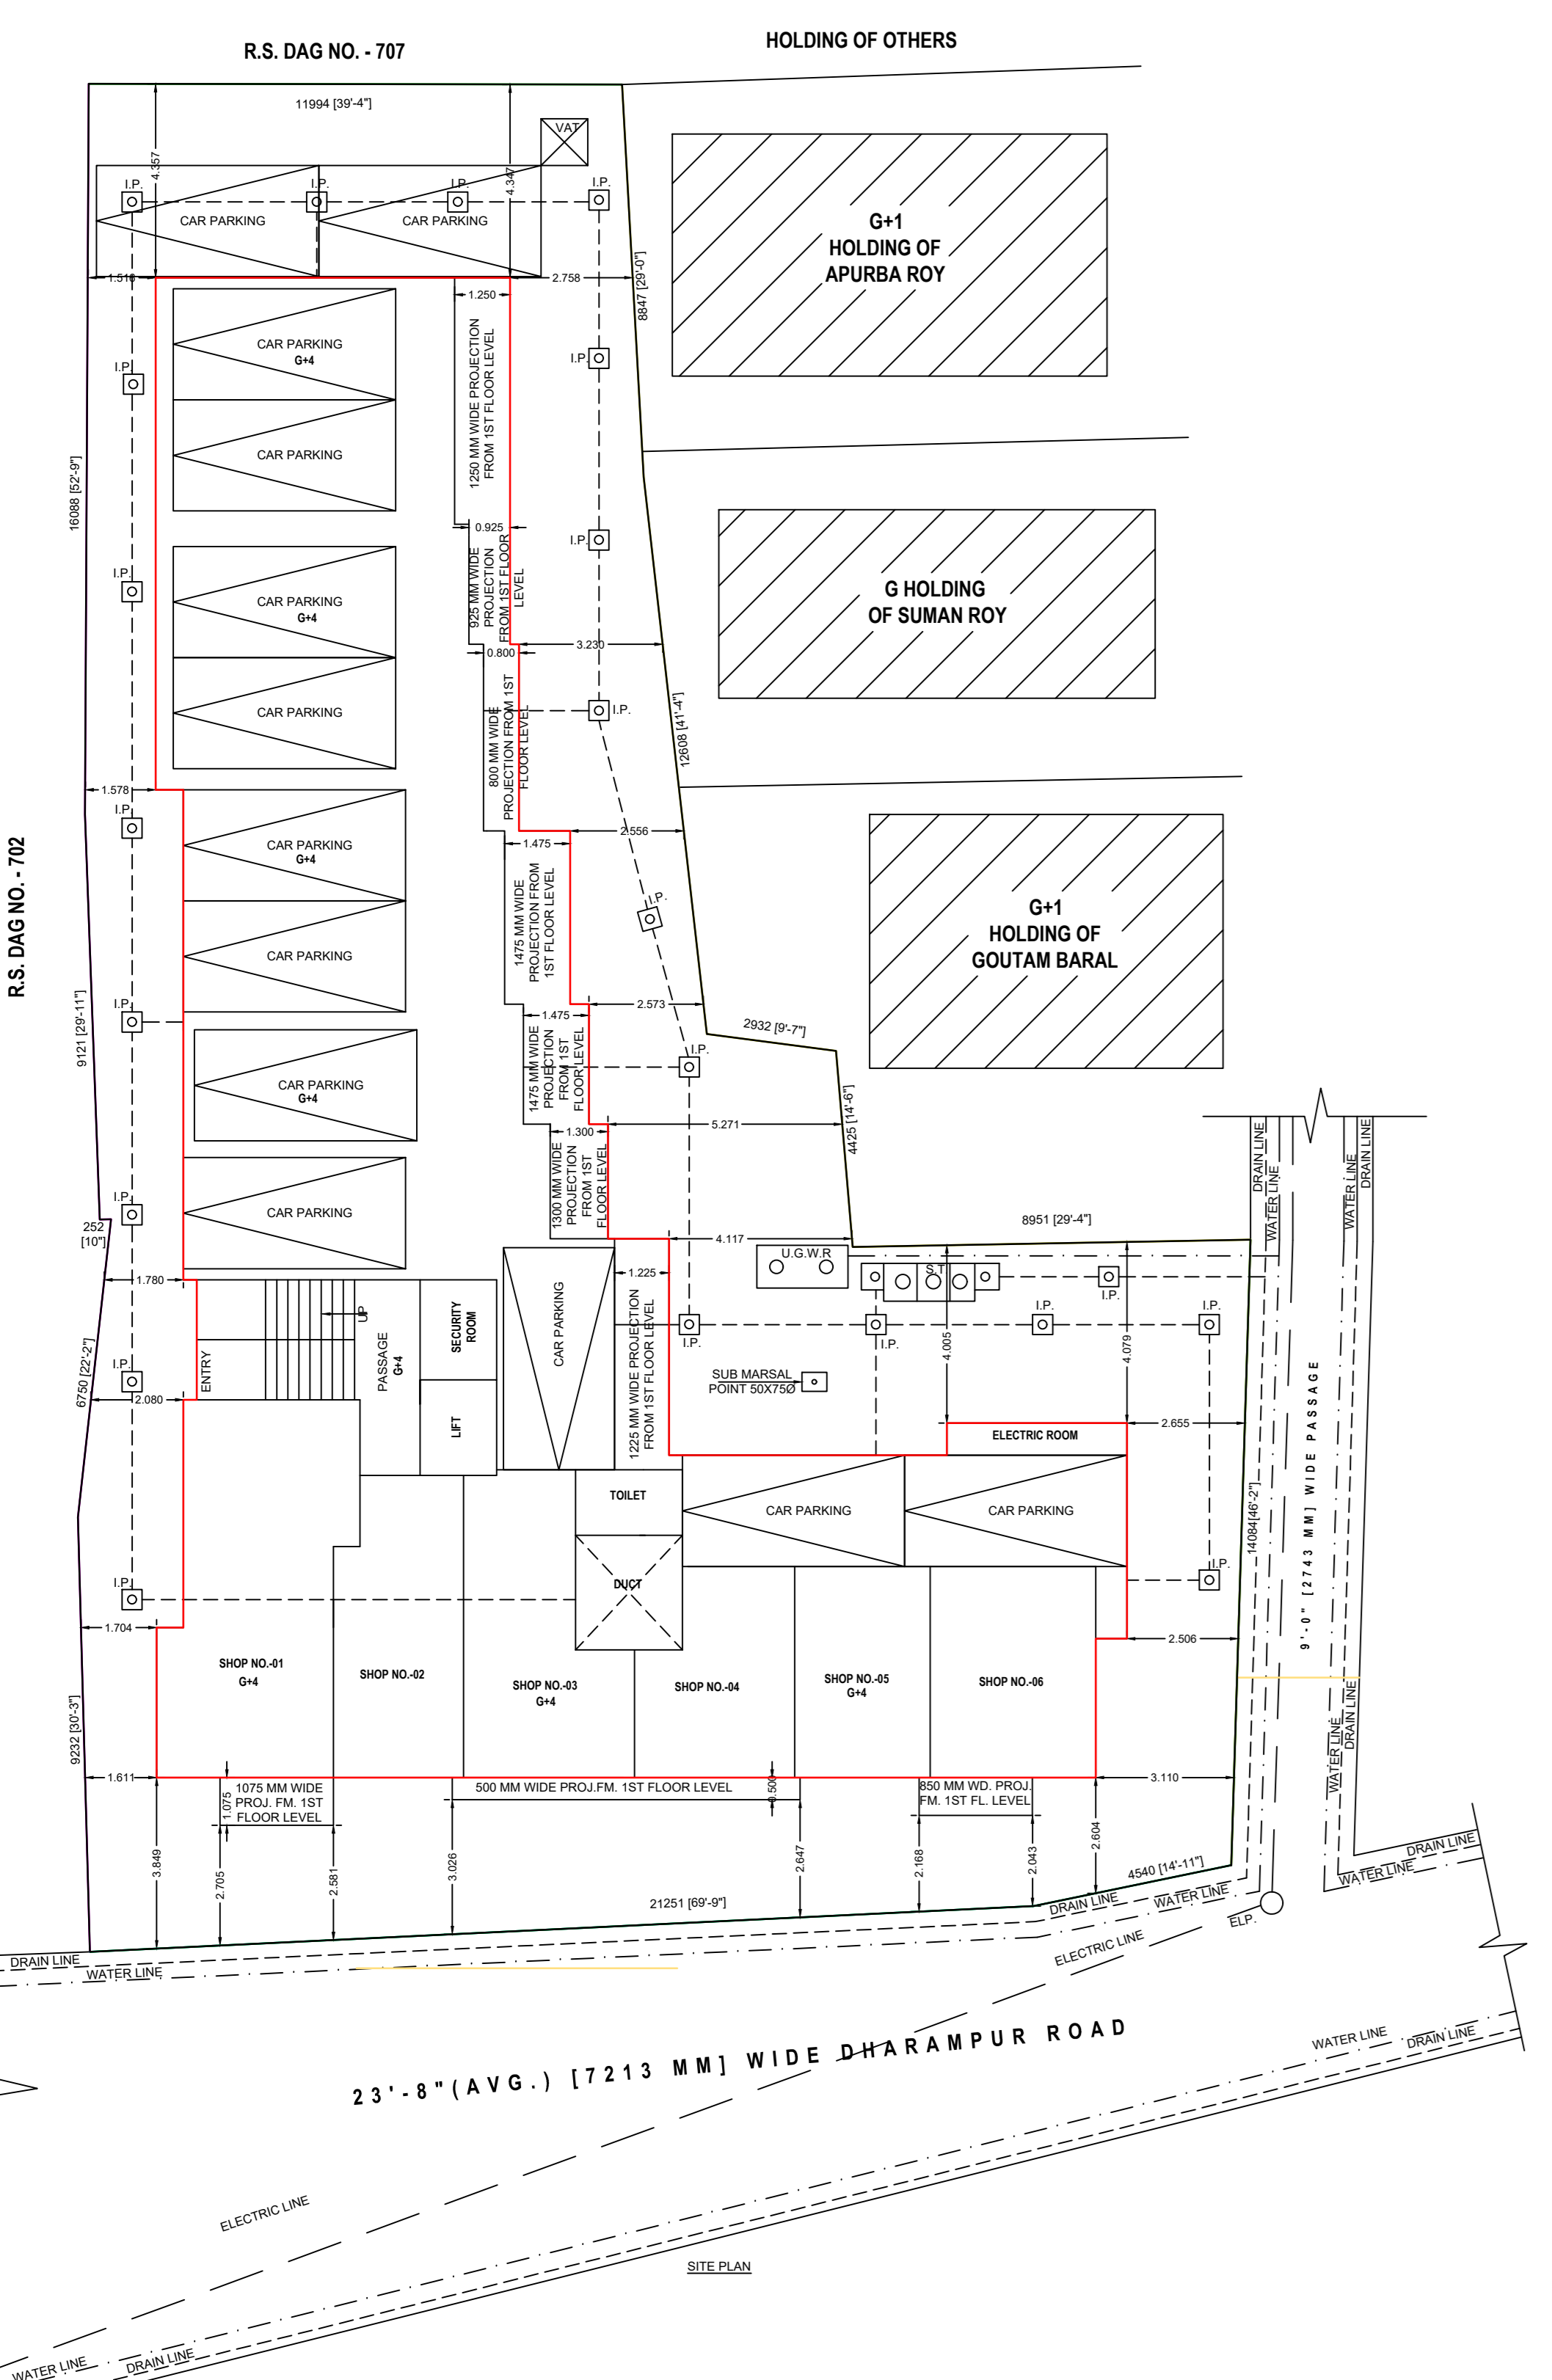 R.S. DAG NO. - 707
HOLDING OF OTHERS
11994 [39'-4"]
VAT
4.357
4.347
I.P.
I.P.
I.P.
I.P.
CAR PARKING
CAR PARKING
G+1
HOLDING OF
APURBA ROY
1.518
2.758
8847 [29'-0"]
1.250
1250 MM WIDE PROJECTION
FROM 1ST FLOOR LEVEL
CAR PARKING
G+4
I.P.
I.P.
CAR PARKING
16088 [52'-9"]
0.925
925 MM WIDE
PROJECTION
FROM 1ST FLOOR
LEVEL
I.P.
I.P.
CAR PARKING
G+4
G HOLDING
OF SUMAN ROY
3.230
0.800
800 MM WIDE
PROJECTION FROM 1ST
FLOOR LEVEL
CAR PARKING
I.P.
12608 [41'-4"]
1.578
I.P.
2.556
1.475
1475 MM WIDE
PROJECTION FROM
1ST FLOOR LEVEL
CAR PARKING
G+4
R.S. DAG NO. - 702
I.P.
G+1
HOLDING OF
GOUTAM BARAL
CAR PARKING
9121 [29'-11"]
I.P.
2.573
1.475
1475 MM WIDE
PROJECTION
FROM 1ST
FLOOR LEVEL
2932 [9'-7"]
I.P.
CAR PARKING
G+4
5.271
4425 [14'-6"]
1.300
1300 MM WIDE
PROJECTION
FROM 1ST
FLOOR LEVEL
DRAIN LINE
WATER LINE
WATER LINE
DRAIN LINE
I.P.
CAR PARKING
252
[10"]
8951 [29'-4"]
4.117
U.G.W.R
S.T
1.780
1.225
1225 MM WIDE PROJECTION
FROM 1ST FLOOR LEVEL
I.P.
UP
SECURITY
ROOM
PASSAGE
G+4
CAR PARKING
I.P.
I.P.
I.P.
I.P.
4.005
4.079
6750 [22'-2"]
I.P.
ENTRY
2.080
LIFT
SUB MARSAL
POINT 50X75Ø
9'-0" [2743 MM] WIDE PASSAGE
2.655
ELECTRIC ROOM
TOILET
CAR PARKING
CAR PARKING
14084[46'-2"]
I.P.
I.P.
DUCT
1.704
2.506
SHOP NO.-01
G+4
SHOP NO.-02
SHOP NO.-03
G+4
SHOP NO.-04
SHOP NO.-05
G+4
SHOP NO.-06
9232 [30'-3"]
WATER LINE
DRAIN LINE
1.611
3.110
1.075
1075 MM WIDE
PROJ. FM. 1ST
FLOOR LEVEL
500 MM WIDE PROJ.FM. 1ST FLOOR LEVEL
0.500
850 MM WD. PROJ.
FM. 1ST FL. LEVEL
3.849
2.705
2.581
3.026
2.647
2.168
2.043
2.604
4540 [14'-11"]
21251 [69'-9"]
DRAIN LINE
WATER LINE
DRAIN LINE
WATER LINE
ELP.
ELECTRIC LINE
DRAIN LINE
WATER LINE
23'-8"(AVG.) [7213 MM] WIDE DHARAMPUR ROAD
WATER LINE
DRAIN LINE
ELECTRIC LINE
SITE PLAN
WATER LINE
DRAIN LINE